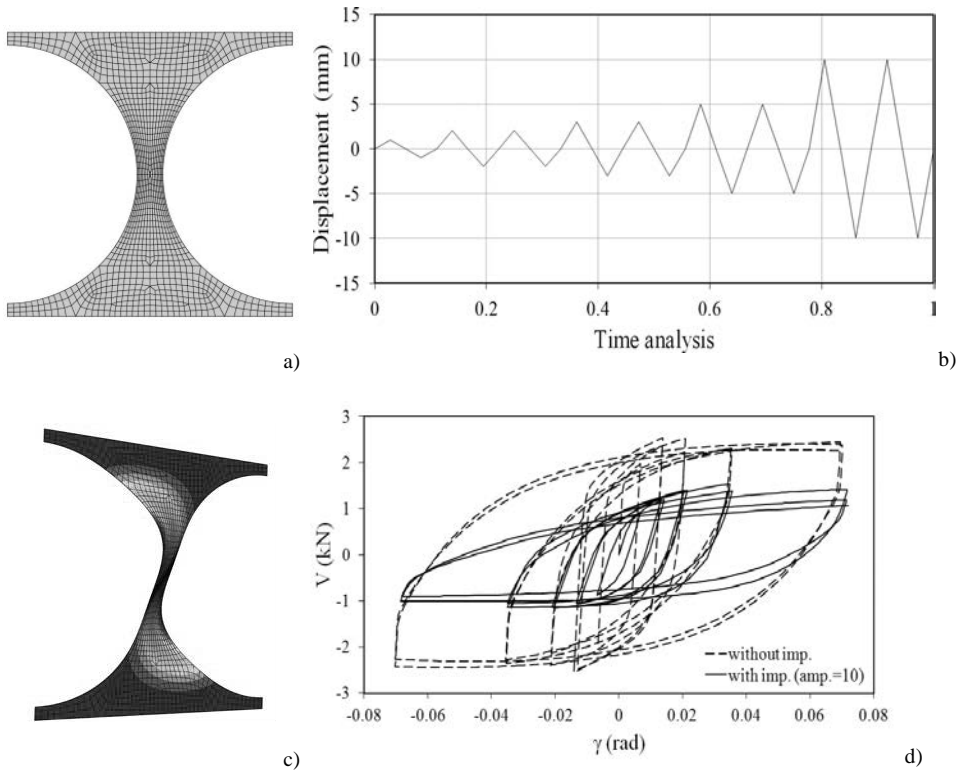 15
10
5
0
-5
-10
-15
Displacement (mm)
0
0.2
0.4
0.6
0.8
1
Time analysis
a)
b)
3
2
1
0
-1
-2
-3
V (kN)
without imp.
with imp. (amp.=10)
-0.08
-0.06
-0.04
-0.02
0
0.02
0.04
0.06
0.08
γ (rad)
c)
d)